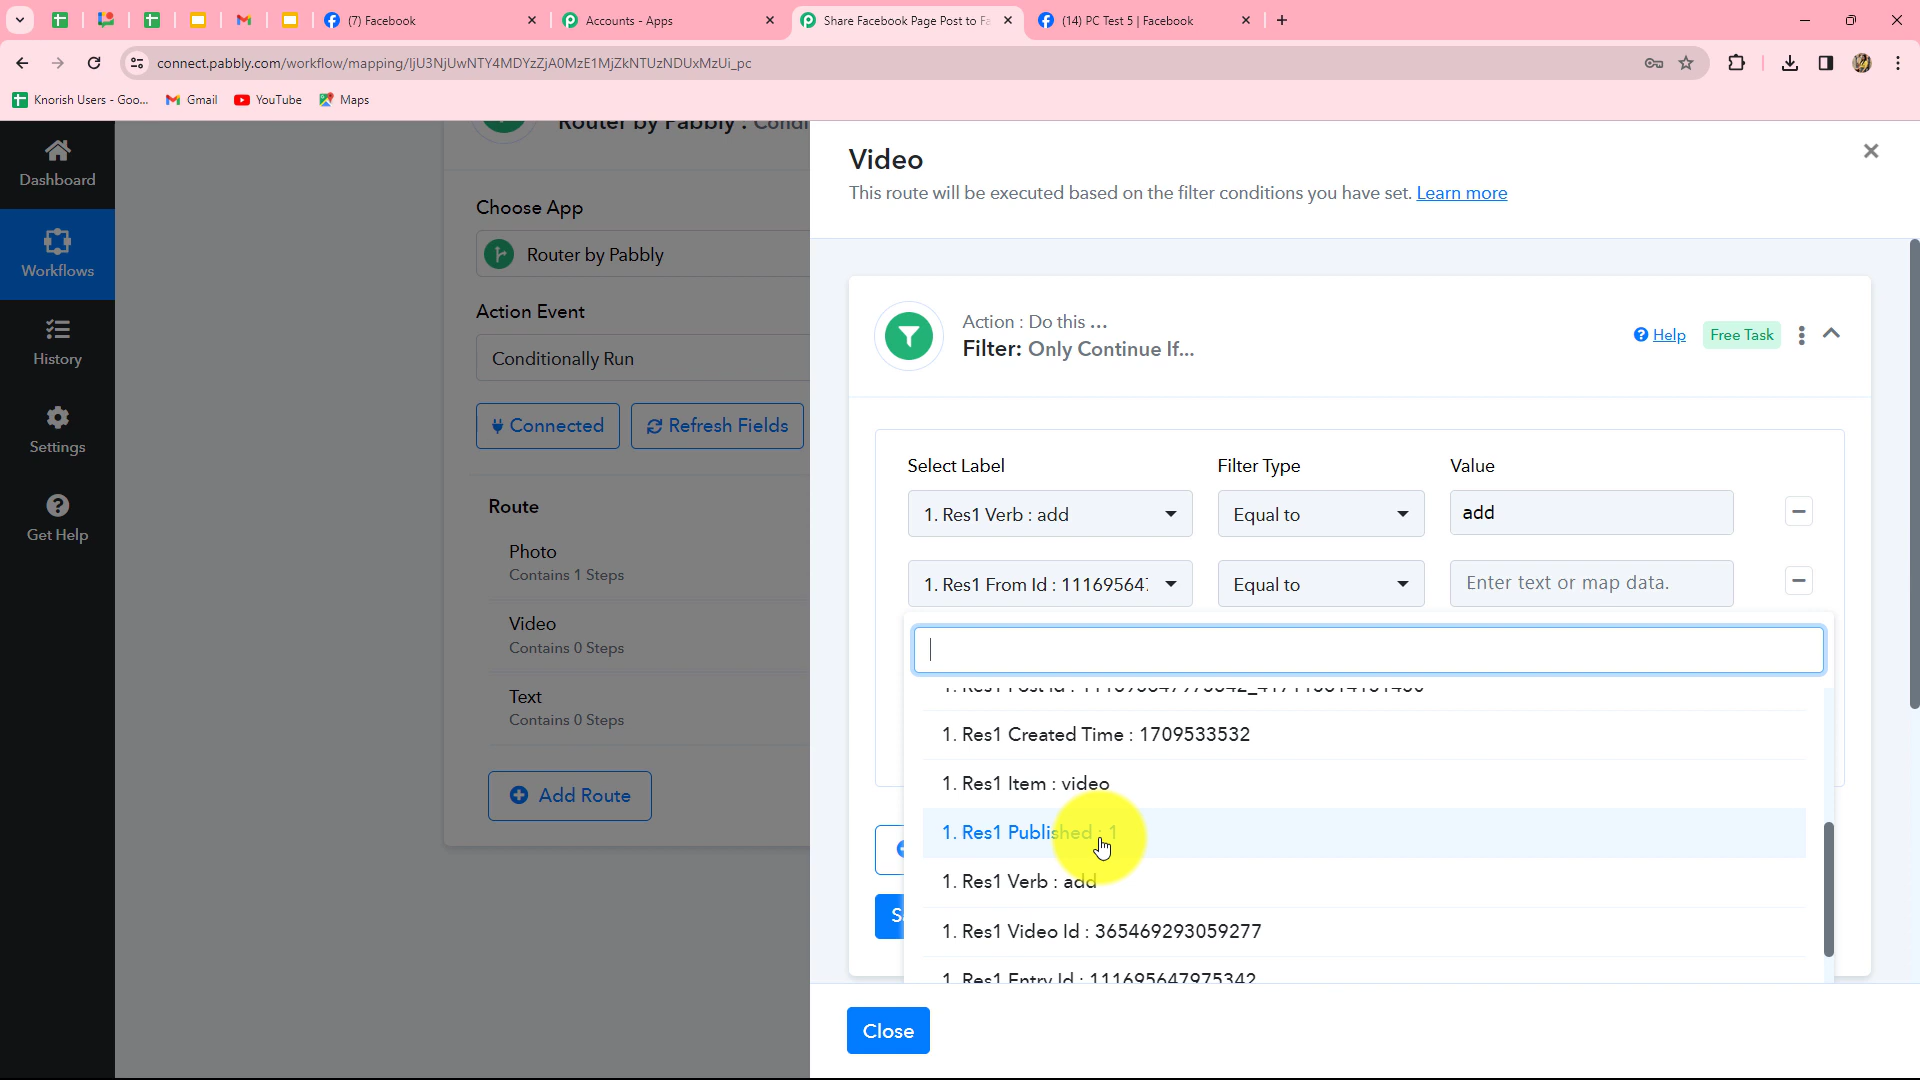 (7) Facebook
Accounts - Apps
Share Facebook Page Post to Fa
(14) PC Test 5 | Facebook
connect.pabbly.com/workflow/mapping/IjU3NjUwNTY4MDYzZjA0MzE1MjZkNTUzNDUxMzUi_pc
Knorish Users - Goo...
Gmail
YouTube
Maps
Dashboard
Workflows
History
Settings
Get Help
Router by Pabbly :
Choose App
Router by Pabbly
Action Event
Conditionally Run
Connected
Refresh Fields
Route
Photo
Contains 1 Steps
Video
Contains 0 Steps
Text
Contains 0 Steps
Add Route
Video
This route will be executed based on the filter conditions you have set. Learn more
Action : Do this ...
Filter: Only Continue If...
Help
Free Task
Select Label
Filter Type
Value
1. Res1 Verb : add
Equal to
add
1. Res1 From Id : 11169564
Equal to
Enter text or map data.
1. Res1 Created Time : 1709533532
1. Res1 Item : video
1. Res1 Published : 1
1. Res1 Verb : add
1. Res1 Video Id : 365469293059277
1. Res1 Entry Id : 111695647975342
Close